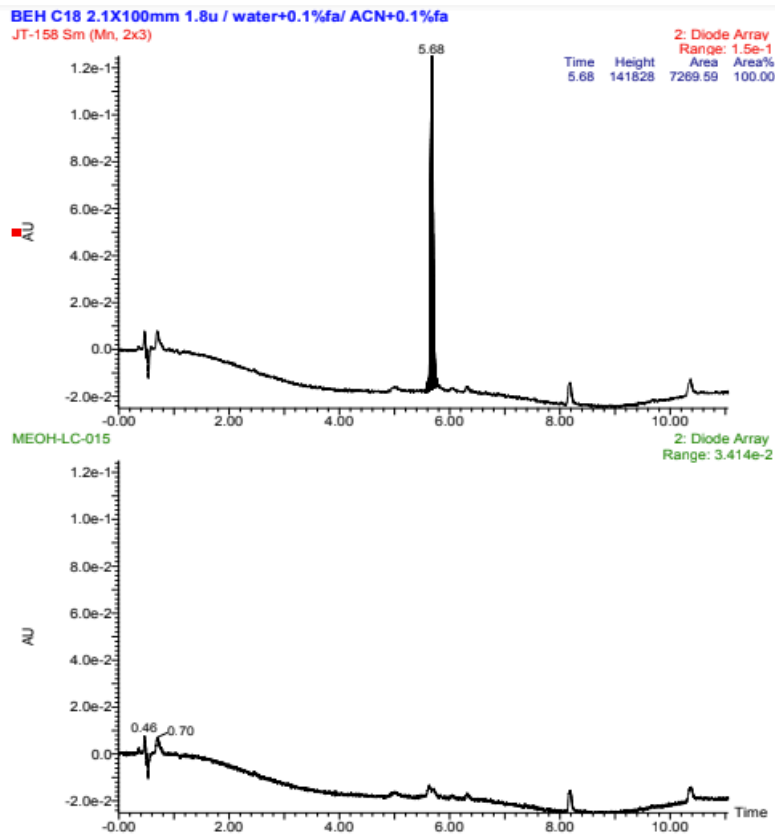 BEH C18 2.1X100mm 1.8u / water+0.1%fa/ ACN+0.1%fa
JT-158 Sm (Mn, 2x3)
2: Diode Array
Range: 1.5e-1
Time Height Area Area%
5.68 141828 7269.59 100.00
5.68
1.2e-1
1.0e-1
8.0e-2
6.0e-2
AU
4.0e-2
2.0e-2
0.0
-2.0e-2
-0.00 2.00 4.00 6.00 8.00 10.00
MEOH-LC-015
2: Diode Array
Range: 3.414e-2
1.2e-1
1.0e-1
8.0e-2
6.0e-2
AU
4.0e-2
2.0e-2
0.46 0.70
0.0
-2.0e-2
Time
-0.00 2.00 4.00 6.00 8.00 10.00